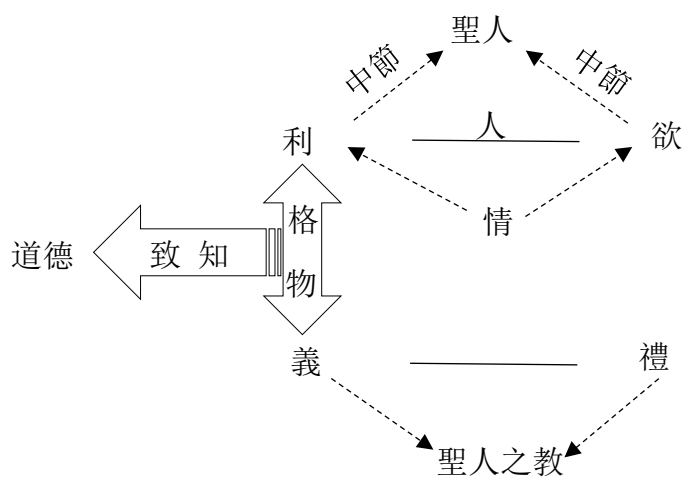 聖人
中節
中節
人
利
欲
情
格
物
致 知
道德
義
禮
聖人之教